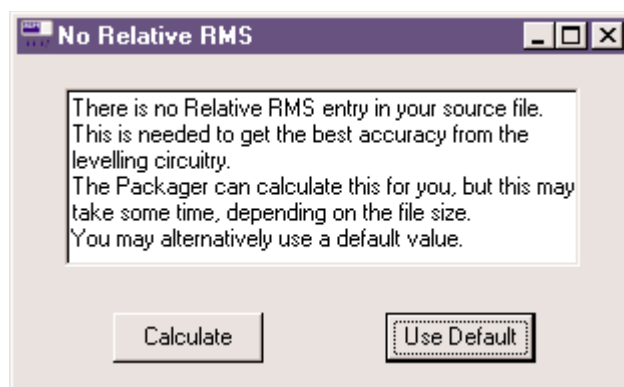 No Relative RMS
There is no Relative RMS entry in your source file.
This is needed to get the best accuracy from the
levelling circuitry.
The Packager can calculate this for you, but this may
take some time, depending on the file size.
You may alternatively use a default value.
Calculate
Use Default